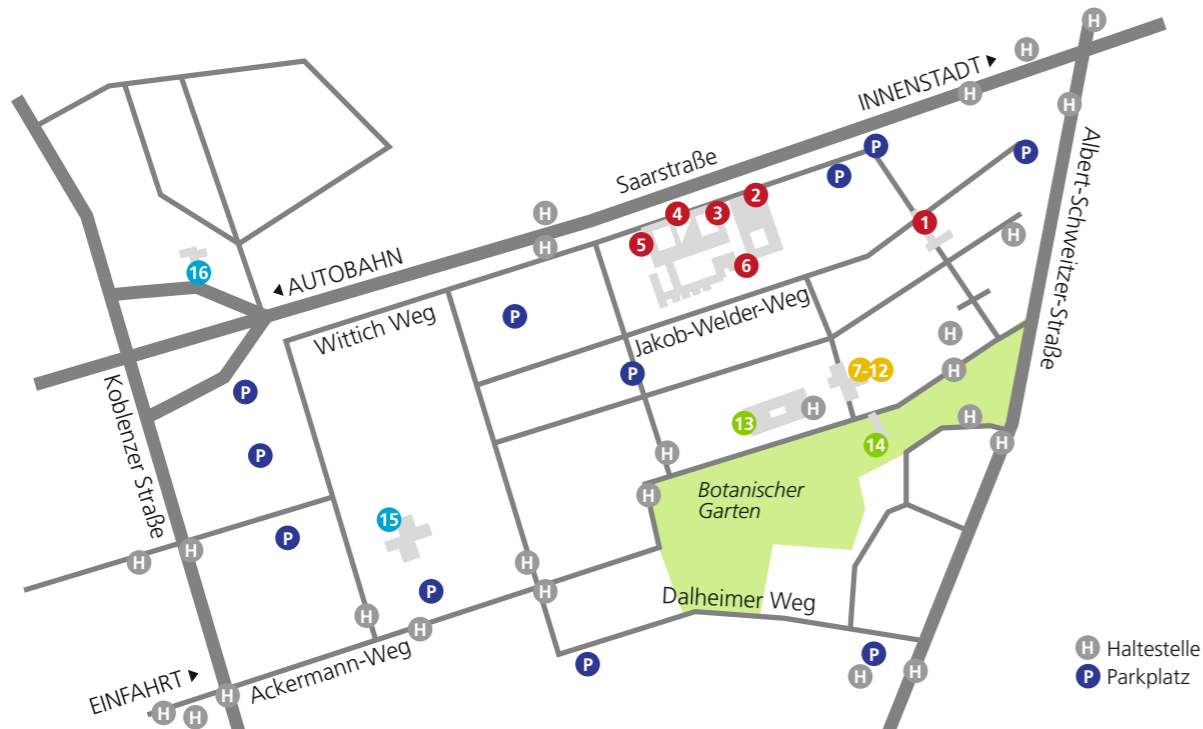 H
H
INNENSTADT ►
H
H
Albert-Schweitzer-Straße
P
P
P
Saarstraße
2
4
3
1
H
5
H
H
6
16
◄ AUTOBAHN
P
Wittich Weg
Jakob-Welder-Weg
H
P
7-12
H
Koblenzer Straße
P
H
13
H
14
H
P
H
H
Botanischer
Garten
15
P
H
H
H
P
H
H
Dalheimer Weg
H
H
Ackermann-Weg
P
P
H
H
H Haltestelle
P Parkplatz
EINFAHRT ►
H
H
H